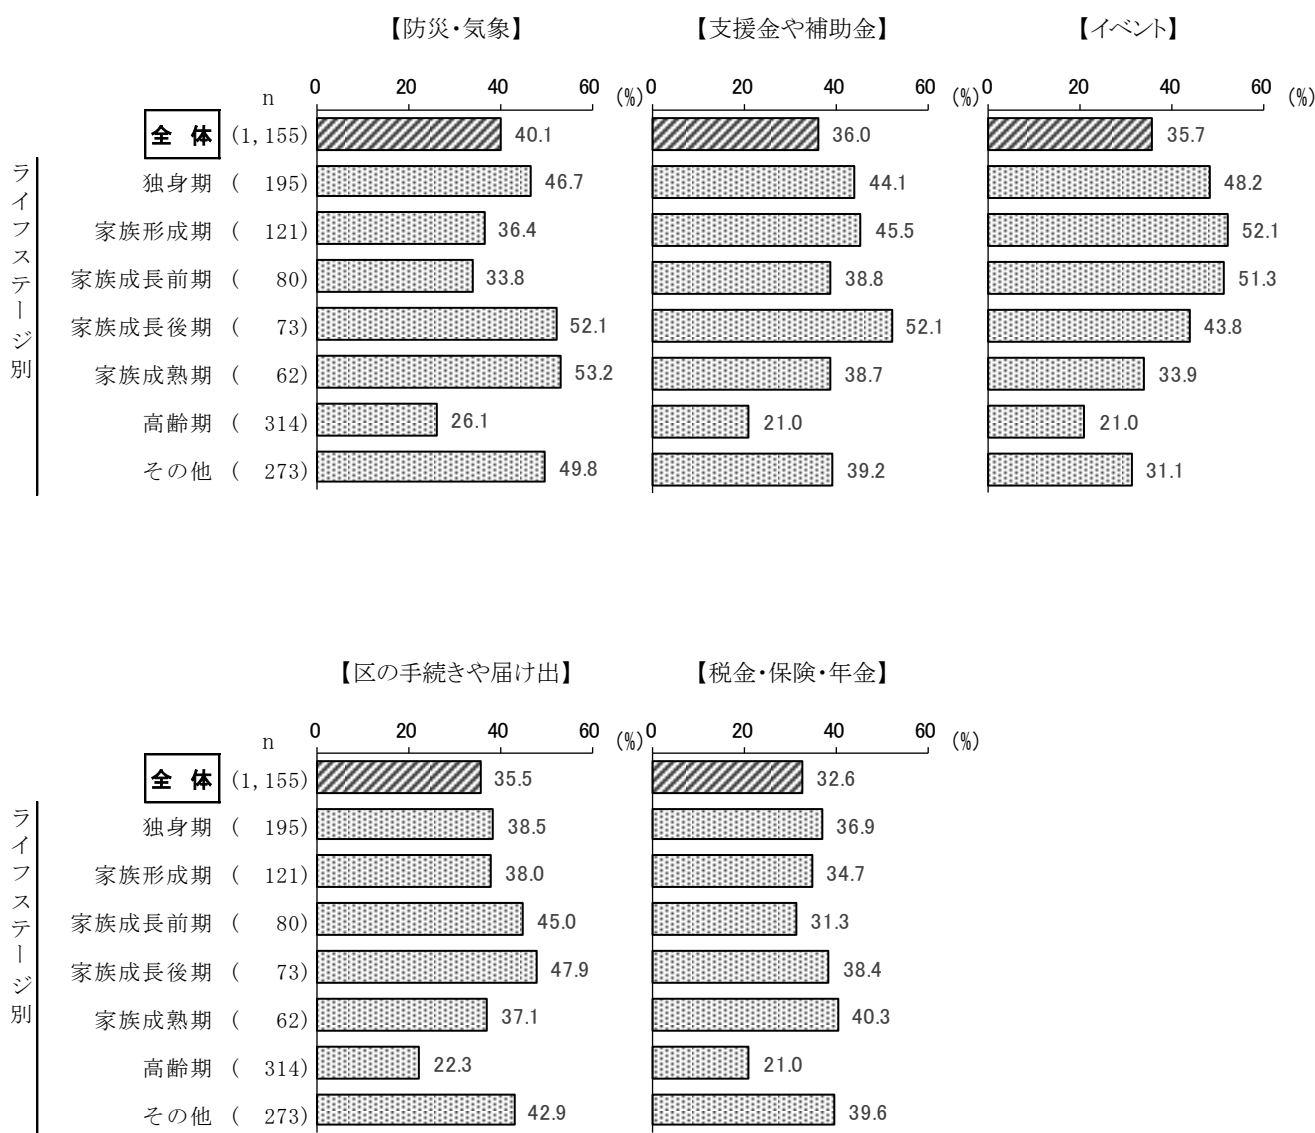 【防災・気象】 【支援金や補助金】 【イベント】
n 0 20 40 60 (%) 0 20 40 60 (%) 0 20 40 60 (%)
全 体 (1,155) 40.1 36.0 35.7
ライフステージ別
独身期 ( 195) 46.7 44.1 48.2
家族形成期 ( 121) 36.4 45.5 52.1
家族成長前期 ( 80) 33.8 38.8 51.3
家族成長後期 ( 73) 52.1 52.1 43.8
家族成熟期 ( 62) 53.2 38.7 33.9
高齢期 ( 314) 26.1 21.0 21.0
その他 ( 273) 49.8 39.2 31.1
【区の手続きや届け出】 【税金・保険・年金】
n 0 20 40 60 (%) 0 20 40 60 (%)
全 体 (1,155) 35.5 32.6
ライフステージ別
独身期 ( 195) 38.5 36.9
家族形成期 ( 121) 38.0 34.7
家族成長前期 ( 80) 45.0 31.3
家族成長後期 ( 73) 47.9 38.4
家族成熟期 ( 62) 37.1 40.3
高齢期 ( 314) 22.3 21.0
その他 ( 273) 42.9 39.6